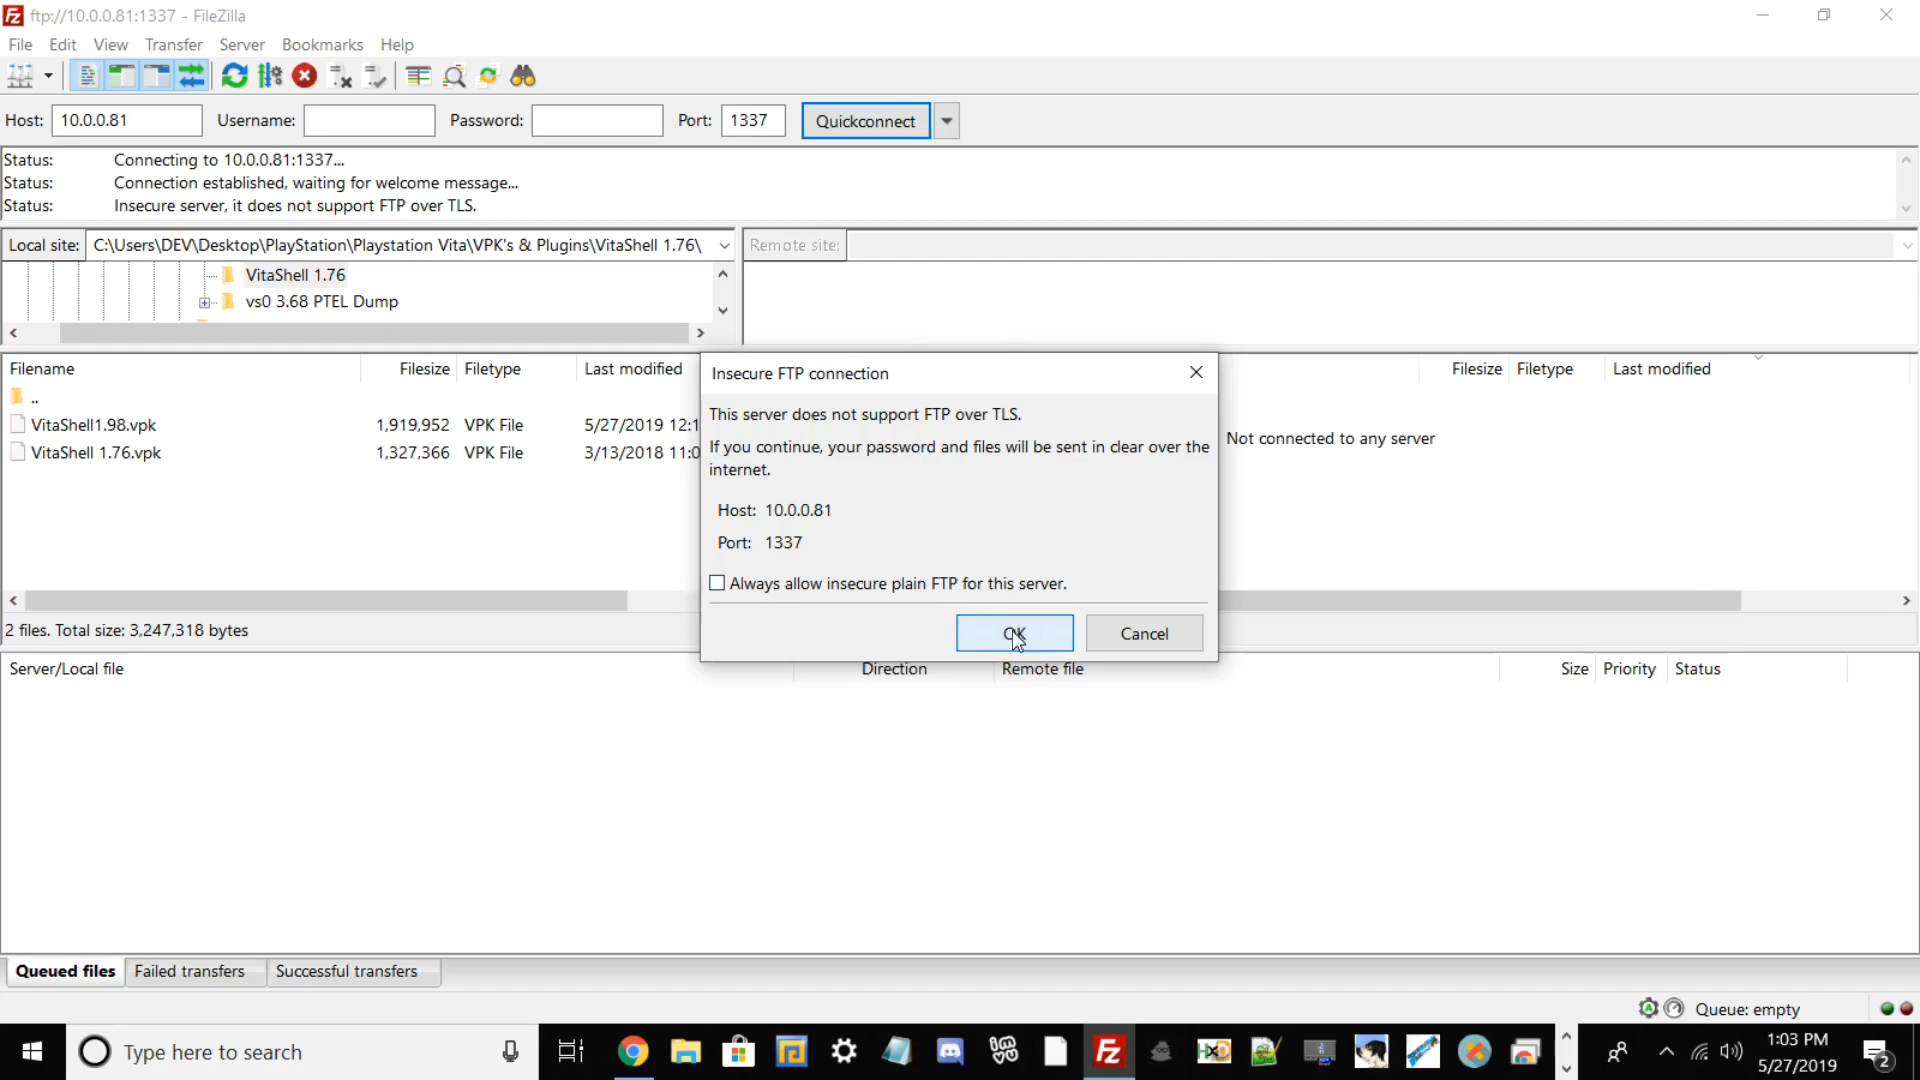 ftp://10.0.0.81:1337 - FileZilla
File Edit View Transfer Server Bookmarks Help
Host: 10.0.0.81 Username: Password: Port: 1337 Quickconnect
Status: Connecting to 10.0.0.81:1337...
Status: Connection established, waiting for welcome message...
Status: Insecure server, it does not support FTP over TLS.
Local site: C:\Users\DEV\Desktop\PlayStation\Playstation Vita\VPK's & Plugins\VitaShell 1.76\ Remote site:
VitaShell 1.76
vs0 3.68 PTEL Dump
Filename Filesize Filetype Last modified Filesize Filetype Last modified
..
VitaShell1.98.vpk 1,919,952 VPK File 5/27/2019 12:1
VitaShell 1.76.vpk 1,327,366 VPK File 3/13/2018 11:0
Not connected to any server
Insecure FTP connection
This server does not support FTP over TLS.
If you continue, your password and files will be sent in clear over the
internet.
Host: 10.0.0.81
Port: 1337
Always allow insecure plain FTP for this server.
OK Cancel
2 files. Total size: 3,247,318 bytes
Server/Local file Direction Remote file Size Priority Status
Queued files Failed transfers Successful transfers
Queue: empty
Type here to search
1:03 PM
5/27/2019
2